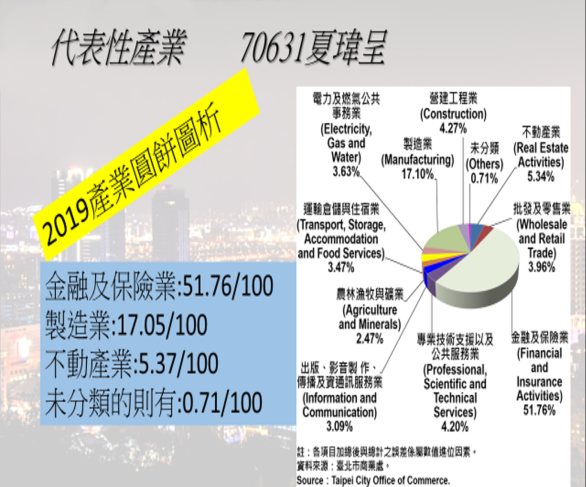 代表性產業 70631夏瑋呈
2019產業圓餅圖析
金融及保險業:51.76/100
製造業:17.05/100
不動產業:5.37/100
未分類的則有:0.71/100
電力及燃氣公共
事務業
(Electricity,
Gas and
Water)
3.63%
營建工程業
(Construction)
4.27%
製造業
(Manufacturing)
17.10%
未分類
(Others)
0.71%
不動產業
(Real Estate
Activities)
5.34%
運輸倉儲與住宿業
(Transport, Storage,
Accommodation
and Food Services)
3.47%
批發及零售業
(Wholesale
and Retail
Trade)
3.96%
農林漁牧與礦業
(Agriculture
and Minerals)
2.47%
出版、影音製 作、
傳播及資通訊服務業
(Information and
Communication)
3.09%
專業技術支援以及
公共服務業
(Professional,
Scientific and
Technical
Services)
4.20%
金融及保險業
(Financial
and
Insurance
Activities)
51.76%
註：各項目加總後與總計之誤差係屬數值進位因素。
資料來源：臺北市商業處。
Source : Taipei City Office of Commerce.